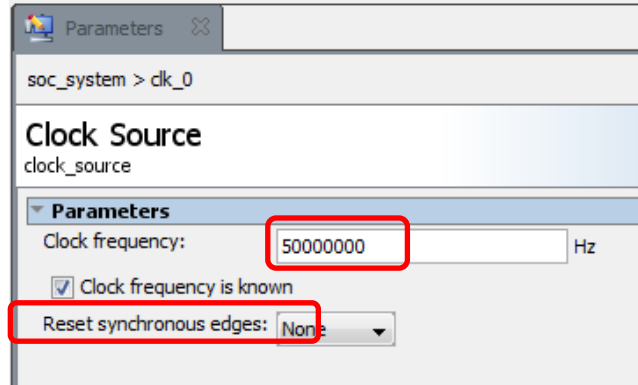 Parameters
soc_system > clk_0
Clock Source
clock_source
Parameters
Clock frequency: 50000000 Hz
Clock frequency is known
Reset synchronous edges: None